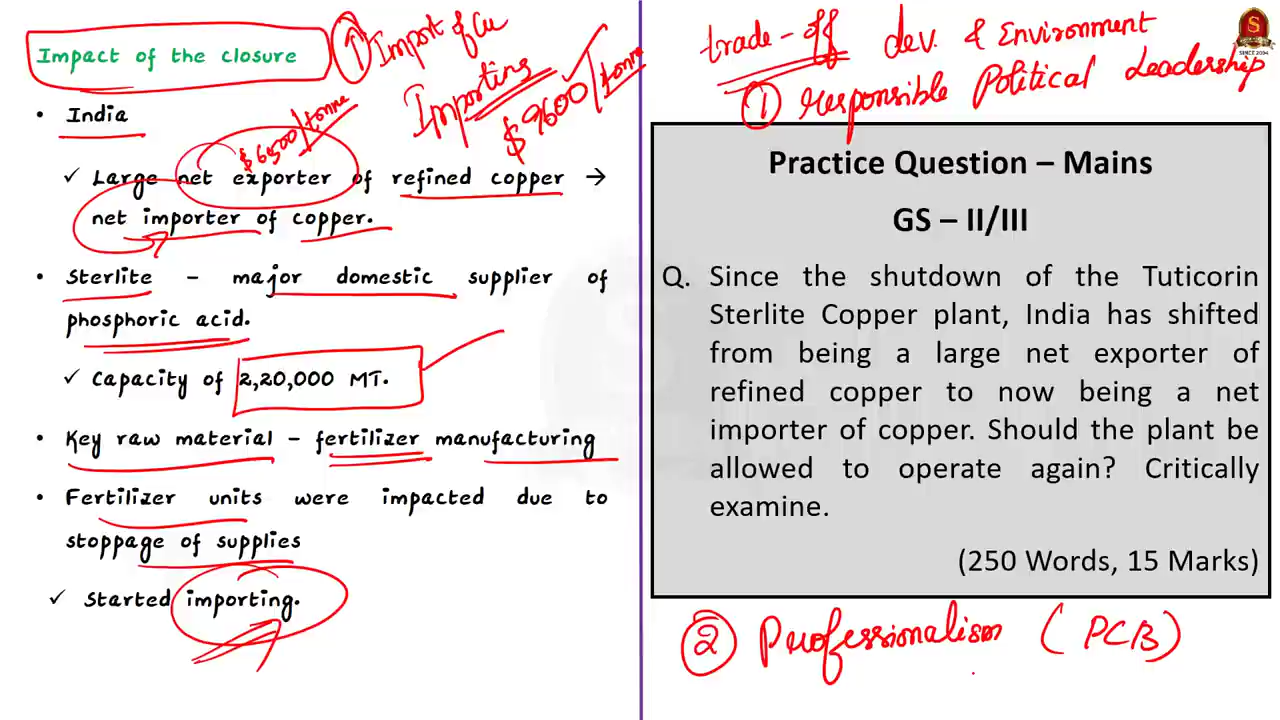 Impact of the closure
① Import of Cu
Importing
$ 9600/tonne
• India
$6500/tonne
✓ Large net exporter of refined copper →
net importer of copper.
• Sterlite - major domestic supplier of
phosphoric acid.
✓ Capacity of 2,20,000 MT.
• Key raw material - fertilizer manufacturing
• Fertilizer units were impacted due to
stoppage of supplies
✓ Started importing.
trade-off dev. & Environment
① Responsible Political Leadership
S
SINCE 2004
Practice Question – Mains
GS – II/III
Q. Since the shutdown of the Tuticorin
Sterlite Copper plant, India has shifted
from being a large net exporter of
refined copper to now being a net
importer of copper. Should the plant be
allowed to operate again? Critically
examine.
(250 Words, 15 Marks)
② Professionalism (PCB)